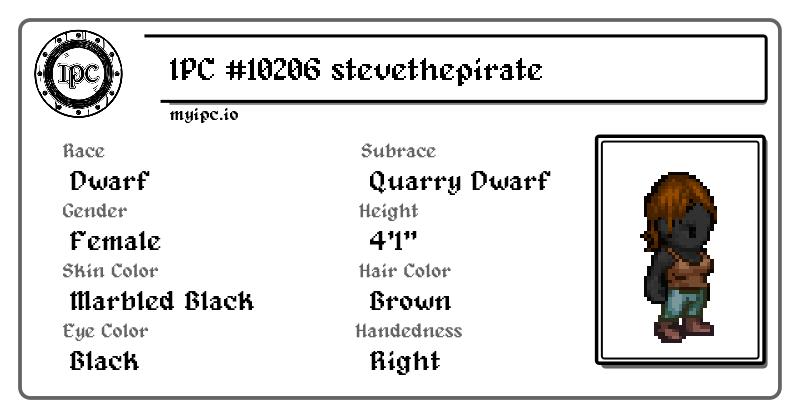 IPC
IPC #10206 stevethepirate
myipc.io
Race
Dwarf
Subrace
Quarry Dwarf
Gender
Female
Height
4'1"
Skin Color
Marbled Black
Hair Color
Brown
Eye Color
Black
Handedness
Right